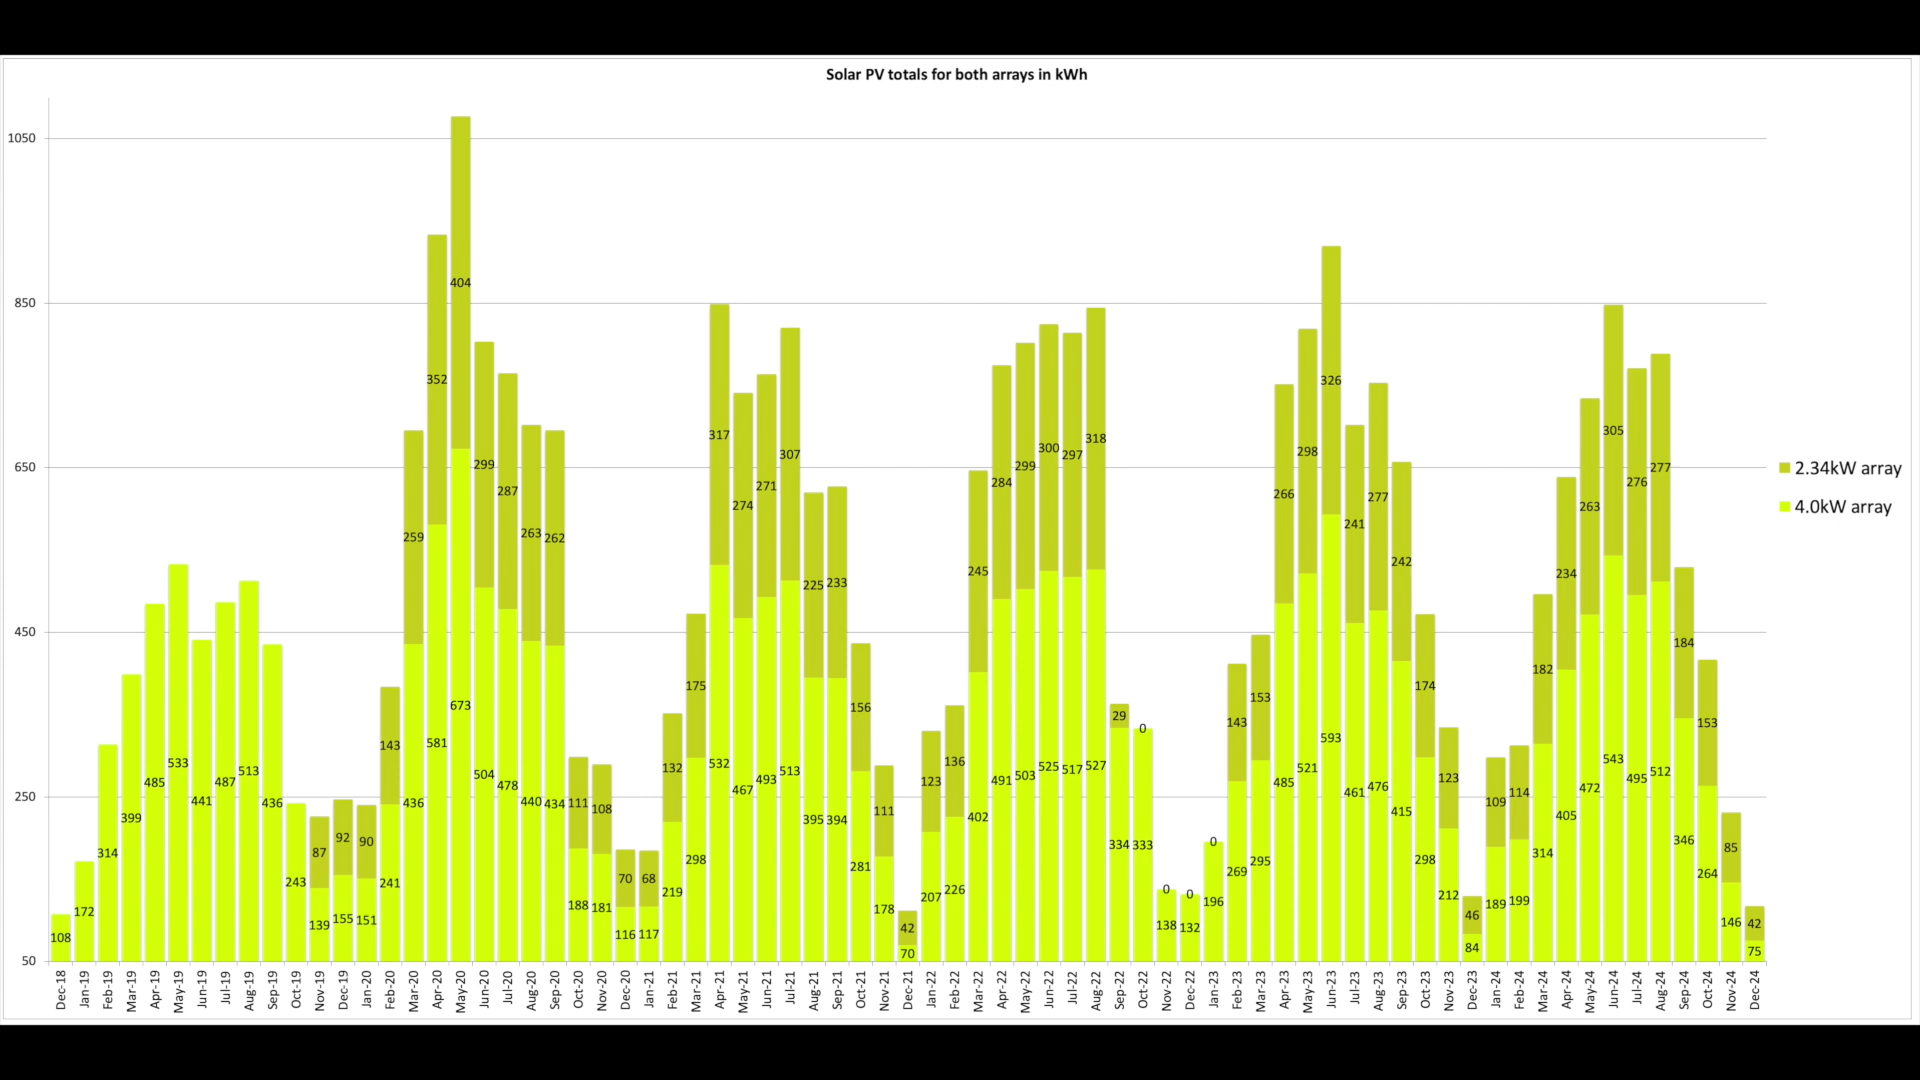 Solar PV totals for both arrays in kWh
1050
850
650
450
250
50
108
172
314
399
485
533
441
487
513
436
243
139
87
155
92
151
90
241
143
436
259
581
352
673
404
504
299
478
287
440
263
434
262
188
111
181
108
116
70
117
68
219
132
298
175
532
317
467
274
493
271
513
307
395
225
394
233
281
156
178
111
70
42
207
123
226
136
402
245
491
284
503
299
525
300
517
297
527
318
334
29
333
0
138
0
132
0
196
0
269
143
295
153
485
266
521
298
593
326
461
241
476
277
415
242
298
174
212
123
84
46
189
109
199
114
314
182
405
234
472
263
543
305
495
276
512
277
346
184
264
153
146
85
75
42
Dec-18
Jan-19
Feb-19
Mar-19
Apr-19
May-19
Jun-19
Jul-19
Aug-19
Sep-19
Oct-19
Nov-19
Dec-19
Jan-20
Feb-20
Mar-20
Apr-20
May-20
Jun-20
Jul-20
Aug-20
Sep-20
Oct-20
Nov-20
Dec-20
Jan-21
Feb-21
Mar-21
Apr-21
May-21
Jun-21
Jul-21
Aug-21
Sep-21
Oct-21
Nov-21
Dec-21
Jan-22
Feb-22
Mar-22
Apr-22
May-22
Jun-22
Jul-22
Aug-22
Sep-22
Oct-22
Nov-22
Dec-22
Jan-23
Feb-23
Mar-23
Apr-23
May-23
Jun-23
Jul-23
Aug-23
Sep-23
Oct-23
Nov-23
Dec-23
Jan-24
Feb-24
Mar-24
Apr-24
May-24
Jun-24
Jul-24
Aug-24
Sep-24
Oct-24
Nov-24
Dec-24
2.34kW array
4.0kW array